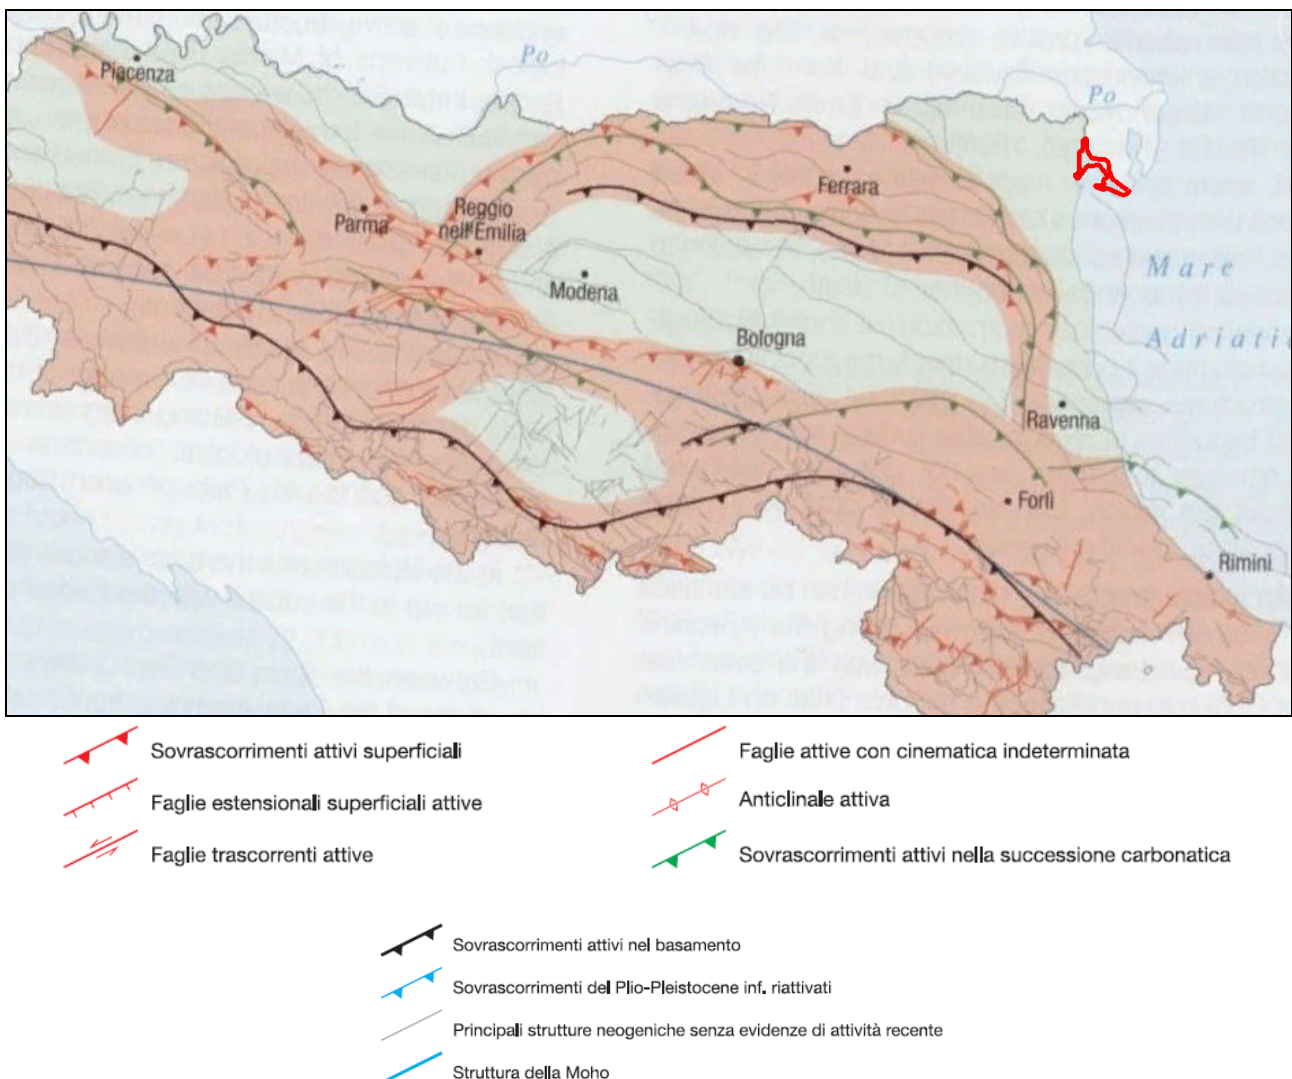 Piacenza
Po
Po
Ferrara
Parma
Reggio
nell'Emilia
Modena
Mare
Adriati
Bologna
Ravenna
Forlì
Rimini
Sovrascorrimenti attivi superficiali
Faglie attive con cinematica indeterminata
Faglie estensionali superficiali attive
Anticlinale attiva
Faglie trascorrenti attive
Sovrascorrimenti attivi nella successione carbonatica
Sovrascorrimenti attivi nel basamento
Sovrascorrimenti del Plio-Pleistocene inf. riattivati
Principali strutture neogeniche senza evidenze di attività recente
Struttura della Moho